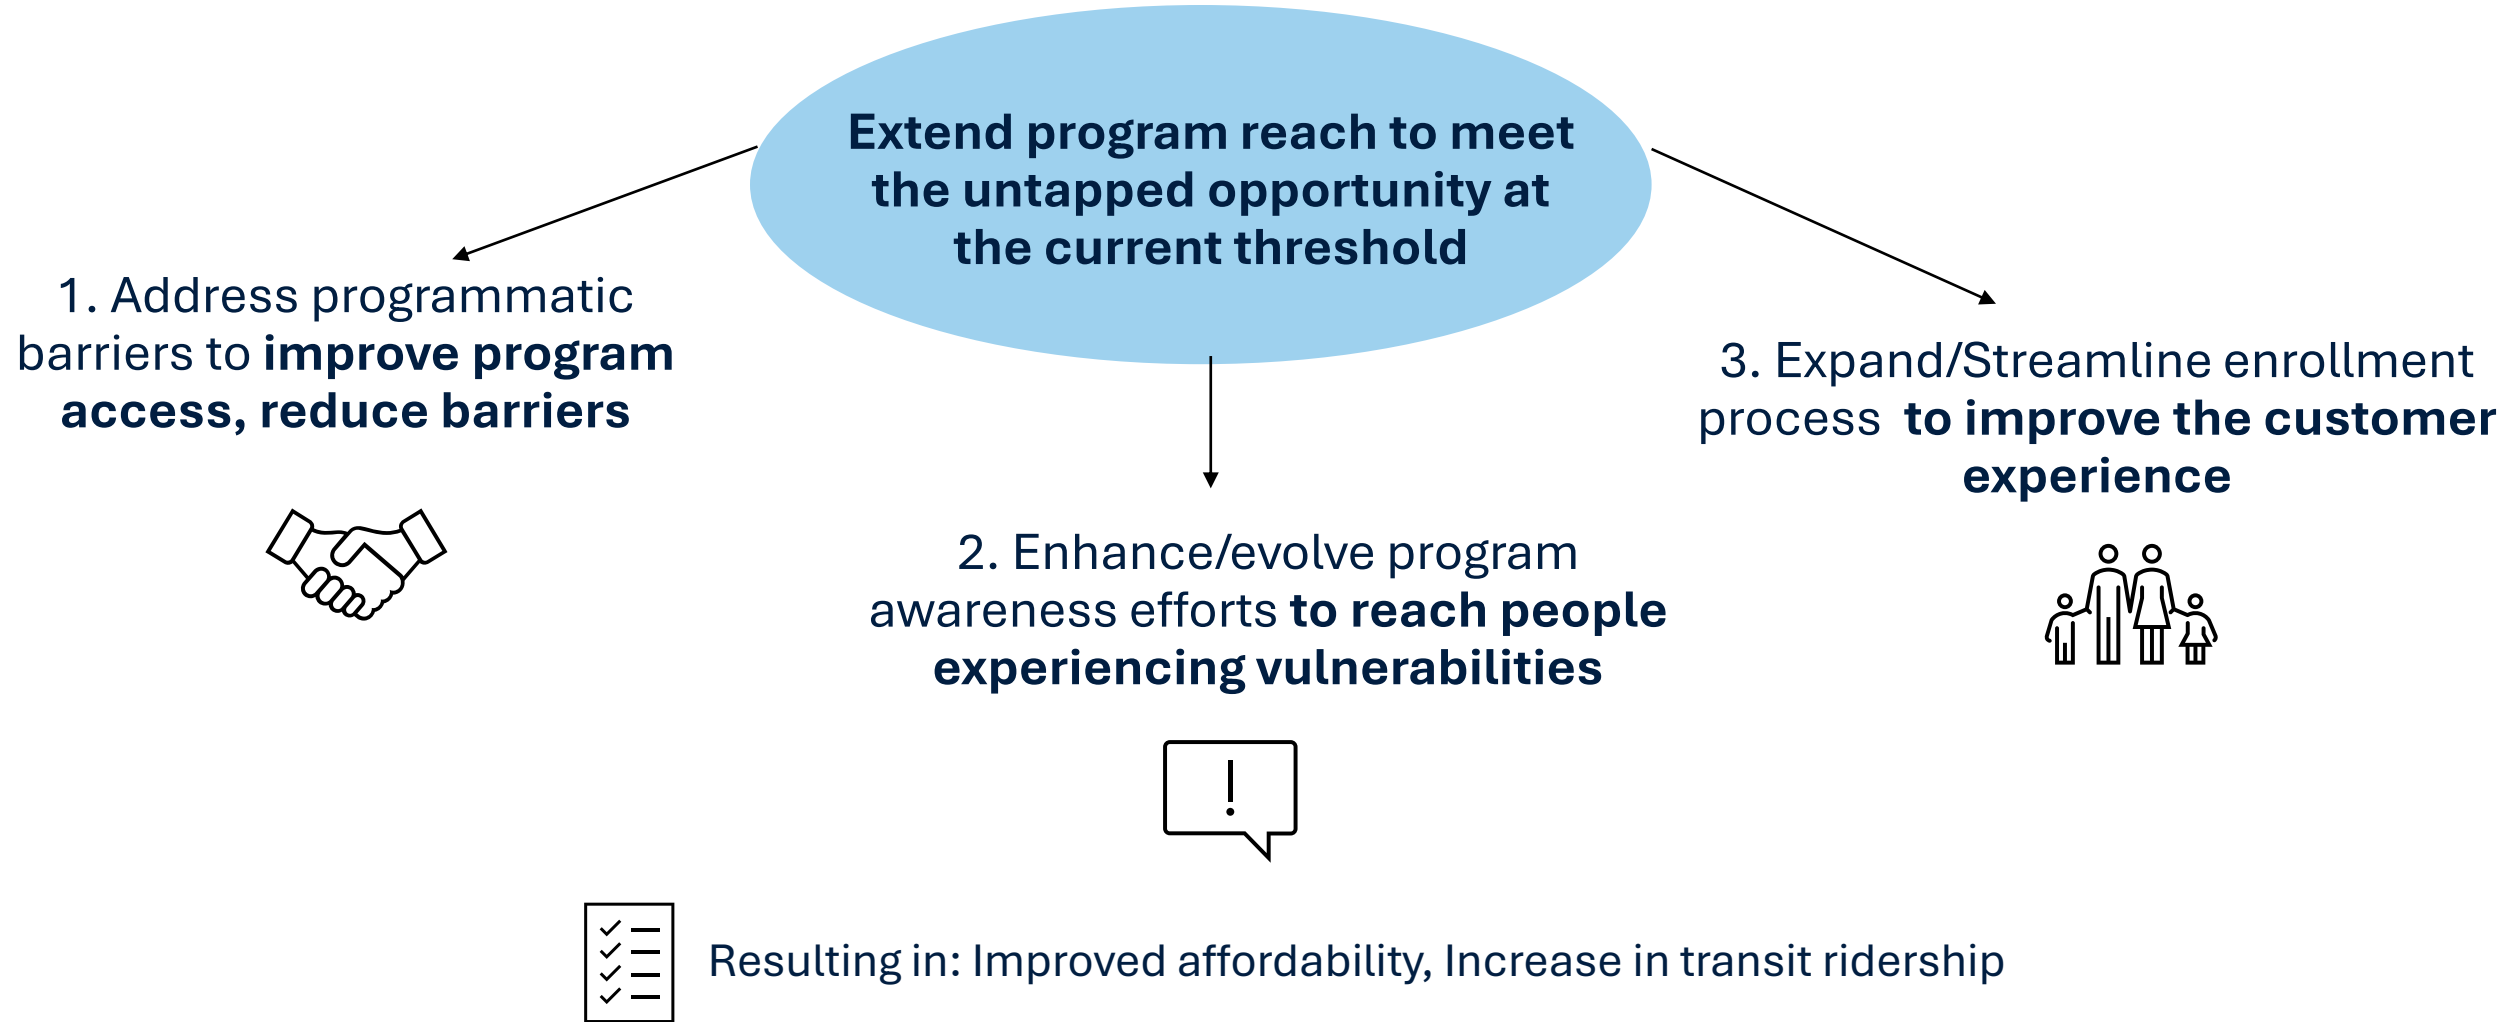 Extend program reach to meet
the untapped opportunity at
the current threshold
1. Address programmatic
barriers to improve program
access, reduce barriers
2. Enhance/evolve program
awareness efforts to reach people
experiencing vulnerabilities
3. Expand/Streamline enrollment
process to improve the customer
experience
Resulting in: Improved affordability, Increase in transit ridership